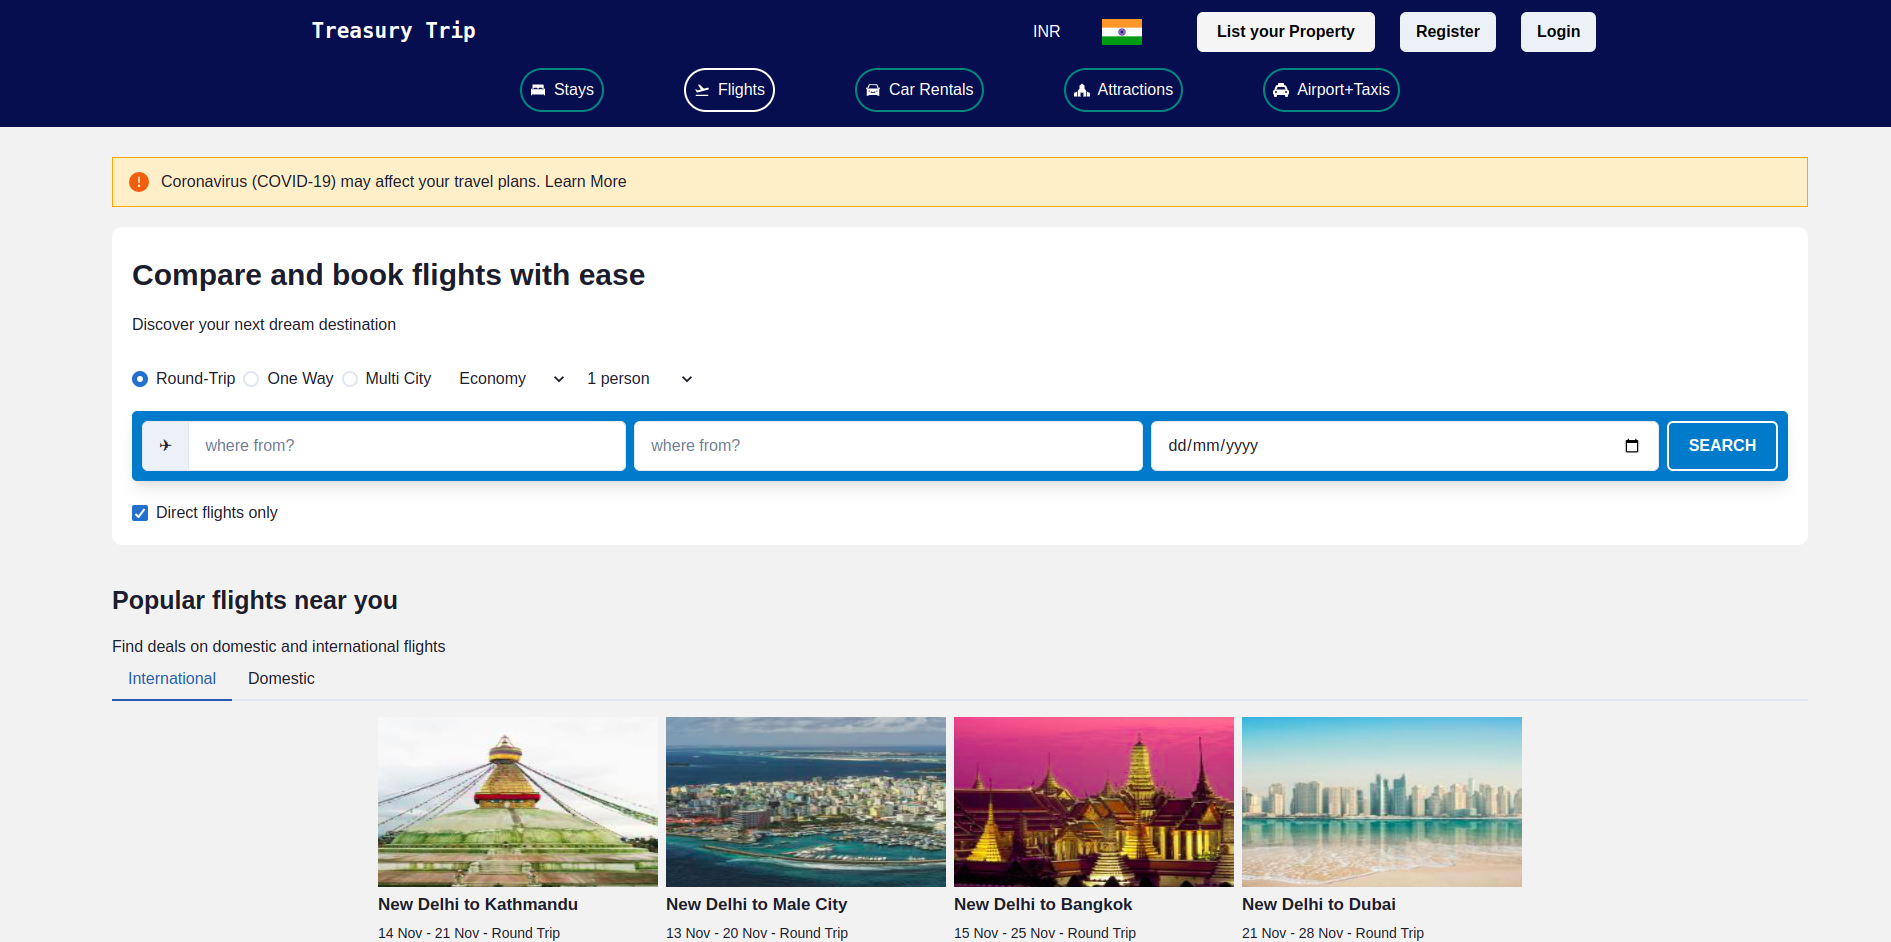 Treasury Trip
INR
List your Property
Register
Login
Stays
Flights
Car Rentals
Attractions
Airport+Taxis
Coronavirus (COVID-19) may affect your travel plans. Learn More
Compare and book flights with ease
Discover your next dream destination
Round-Trip
One Way
Multi City
Economy
1 person
where from?
where from?
dd/mm/yyyy
SEARCH
Direct flights only
Popular flights near you
Find deals on domestic and international flights
International
Domestic
New Delhi to Kathmandu
14 Nov - 21 Nov - Round Trip
New Delhi to Male City
13 Nov - 20 Nov - Round Trip
New Delhi to Bangkok
15 Nov - 25 Nov - Round Trip
New Delhi to Dubai
21 Nov - 28 Nov - Round Trip